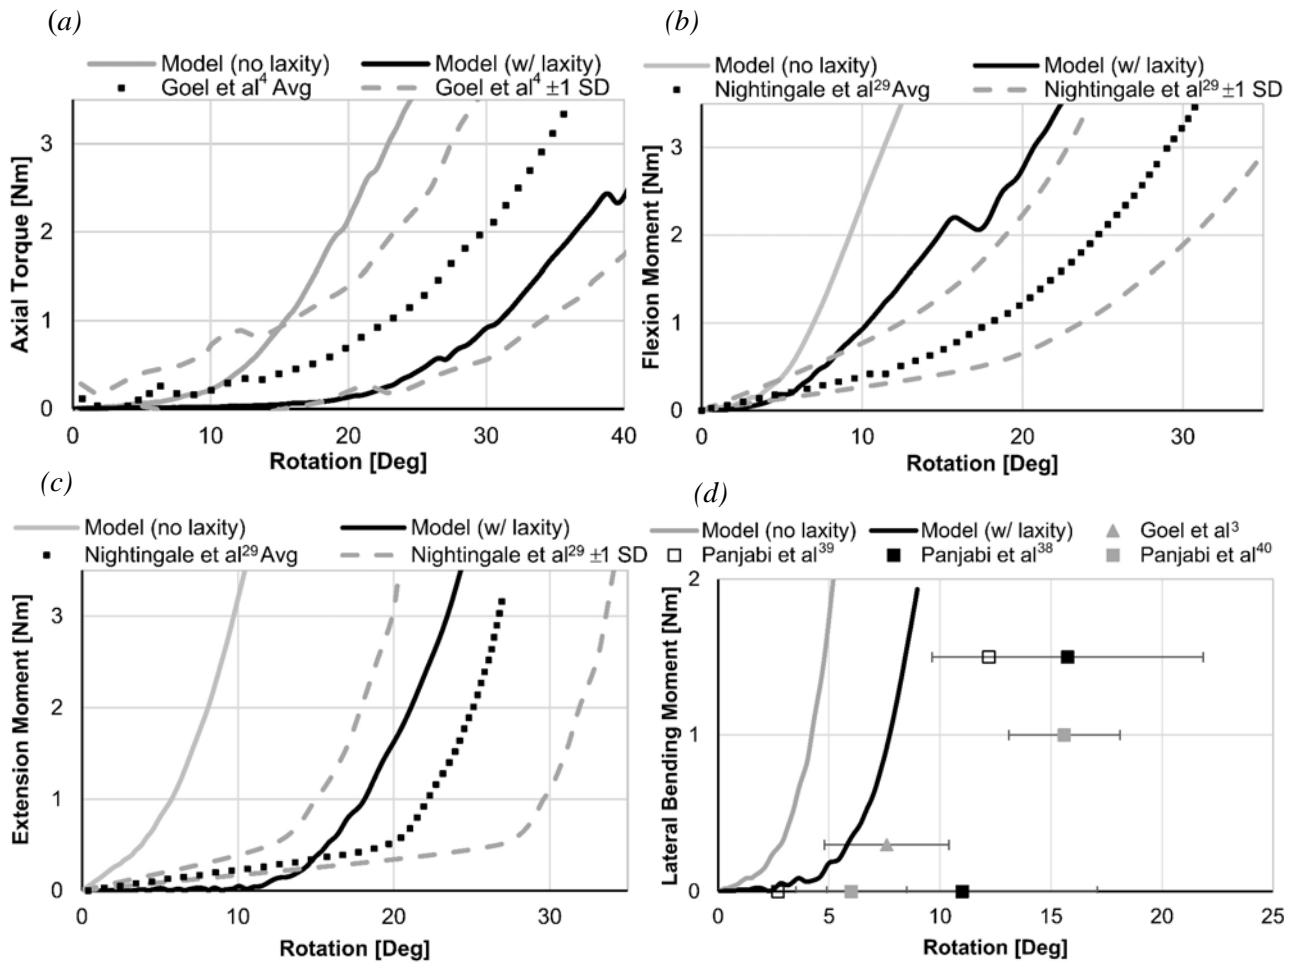 (a)
Model (no laxity) Model (w/ laxity)
Goel et al4 Avg Goel et al4 ±1 SD
Axial Torque [Nm]
3
2
1
0
0 10 20 30 40
Rotation [Deg]
(b)
Model (no laxity) Model (w/ laxity)
Nightingale et al29 Avg Nightingale et al29 ±1 SD
Flexion Moment [Nm]
3
2
1
0
0 10 20 30
Rotation [Deg]
(c)
Model (no laxity) Model (w/ laxity)
Nightingale et al29 Avg Nightingale et al29 ±1 SD
Extension Moment [Nm]
3
2
1
0
0 10 20 30
Rotation [Deg]
(d)
Model (no laxity) Model (w/ laxity) Goel et al3
Panjabi et al39 Panjabi et al38 Panjabi et al40
Lateral Bending Moment [Nm]
2
1
0
0 5 10 15 20 25
Rotation [Deg]